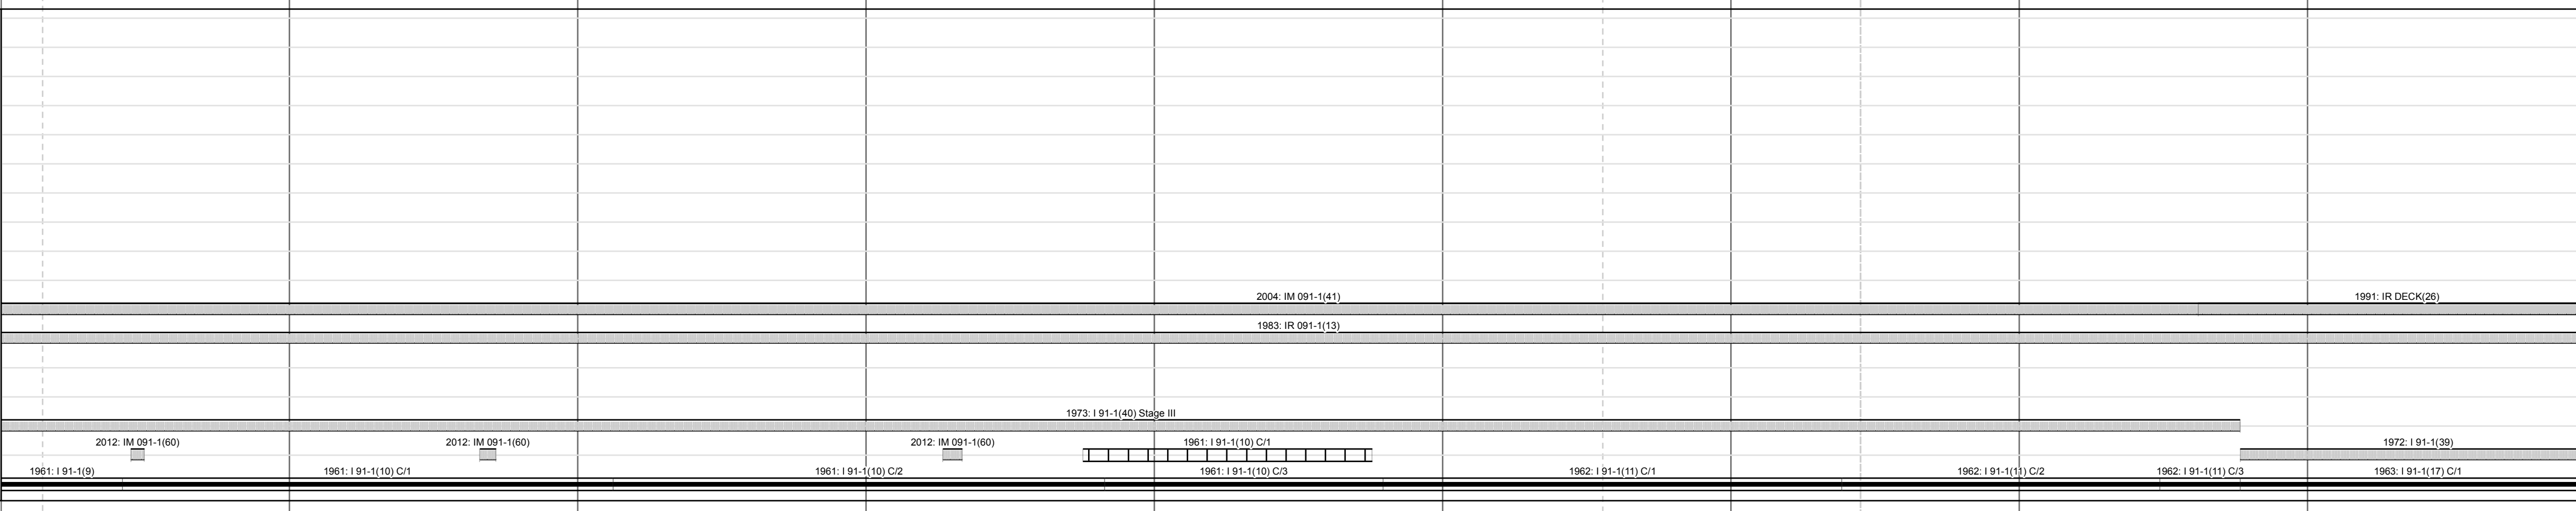 2004: IM 091-1(41) 1991: IR DECK(26)
1983: IR 091-1(13)
1973: I 91-1(40) Stage III
2012: IM 091-1(60) 2012: IM 091-1(60) 2012: IM 091-1(60) 1961: I 91-1(10) C/1 1972: I 91-1(39)
1961: I 91-1(9) 1961: I 91-1(10) C/1 1961: I 91-1(10) C/2 1961: I 91-1(10) C/3 1962: I 91-1(11) C/1 1962: I 91-1(11) C/2 1962: I 91-1(11) C/3 1963: I 91-1(17) C/1